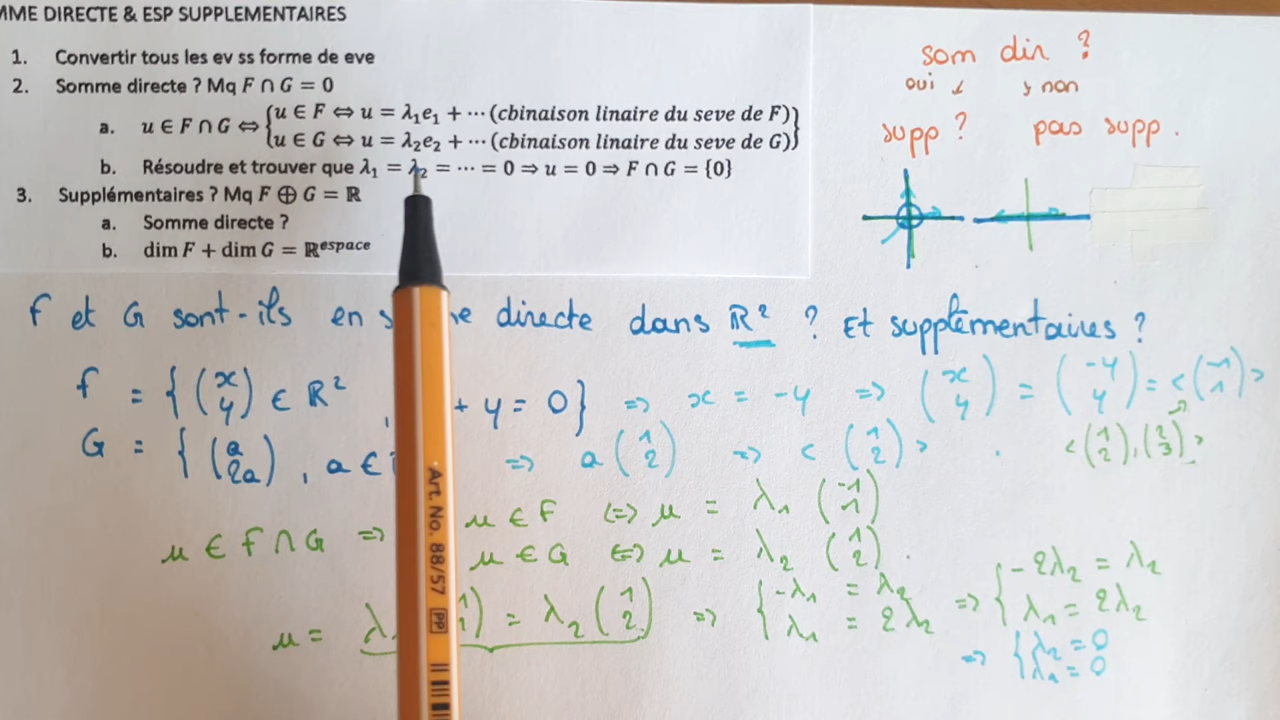 MME DIRECTE & ESP SUPPLEMENTAIRES
1. Convertir tous les ev ss forme de eve
2. Somme directe ? Mq F ∩ G = 0
a. u ∈ F ∩ G ⇔ {u ∈ F ⇔ u = λ₁e₁ + ⋯ (cbinaison linaire du seve de F)
u ∈ G ⇔ u = λ₂e₂ + ⋯ (cbinaison linaire du seve de G)}
b. Résoudre et trouver que λ₁ = λ₂ = ⋯ = 0 ⇒ u = 0 ⇒ F ∩ G = {0}
3. Supplémentaires ? Mq F ⊕ G = ℝ
a. Somme directe ?
b. dim F + dim G = ℝ^espace
som dir ?
oui ↙ ↘ non
supp ? pas supp .
F et G sont-ils en s e directe dans ℝ² ? Et supplémentaires ?
F = { (x y) ∈ ℝ² , + y = 0} ⇒ x = -y ⇒ (x y) = (-y y) = <(-1 1)>
G = { (a 2a) , a ∈ ⇒ a (1 2) ⇒ < (1 2) > . <(1 2), (2 3)>
u ∈ F ∩ G ⇒ u ∈ F ⇔ u = λ₁ (-1 1)
u ∈ G ⇔ u = λ₂ (1 2) .
u = λ 1) = λ₂ (1 2) ⇒ { -λ₁ = λ₂
λ₁ = 2λ₂ ⇒ { -2λ₂ = λ₂
λ₁ = 2λ₂
⇒ { λ₂ = 0
λ₁ = 0
Art. No. 88/57 PP